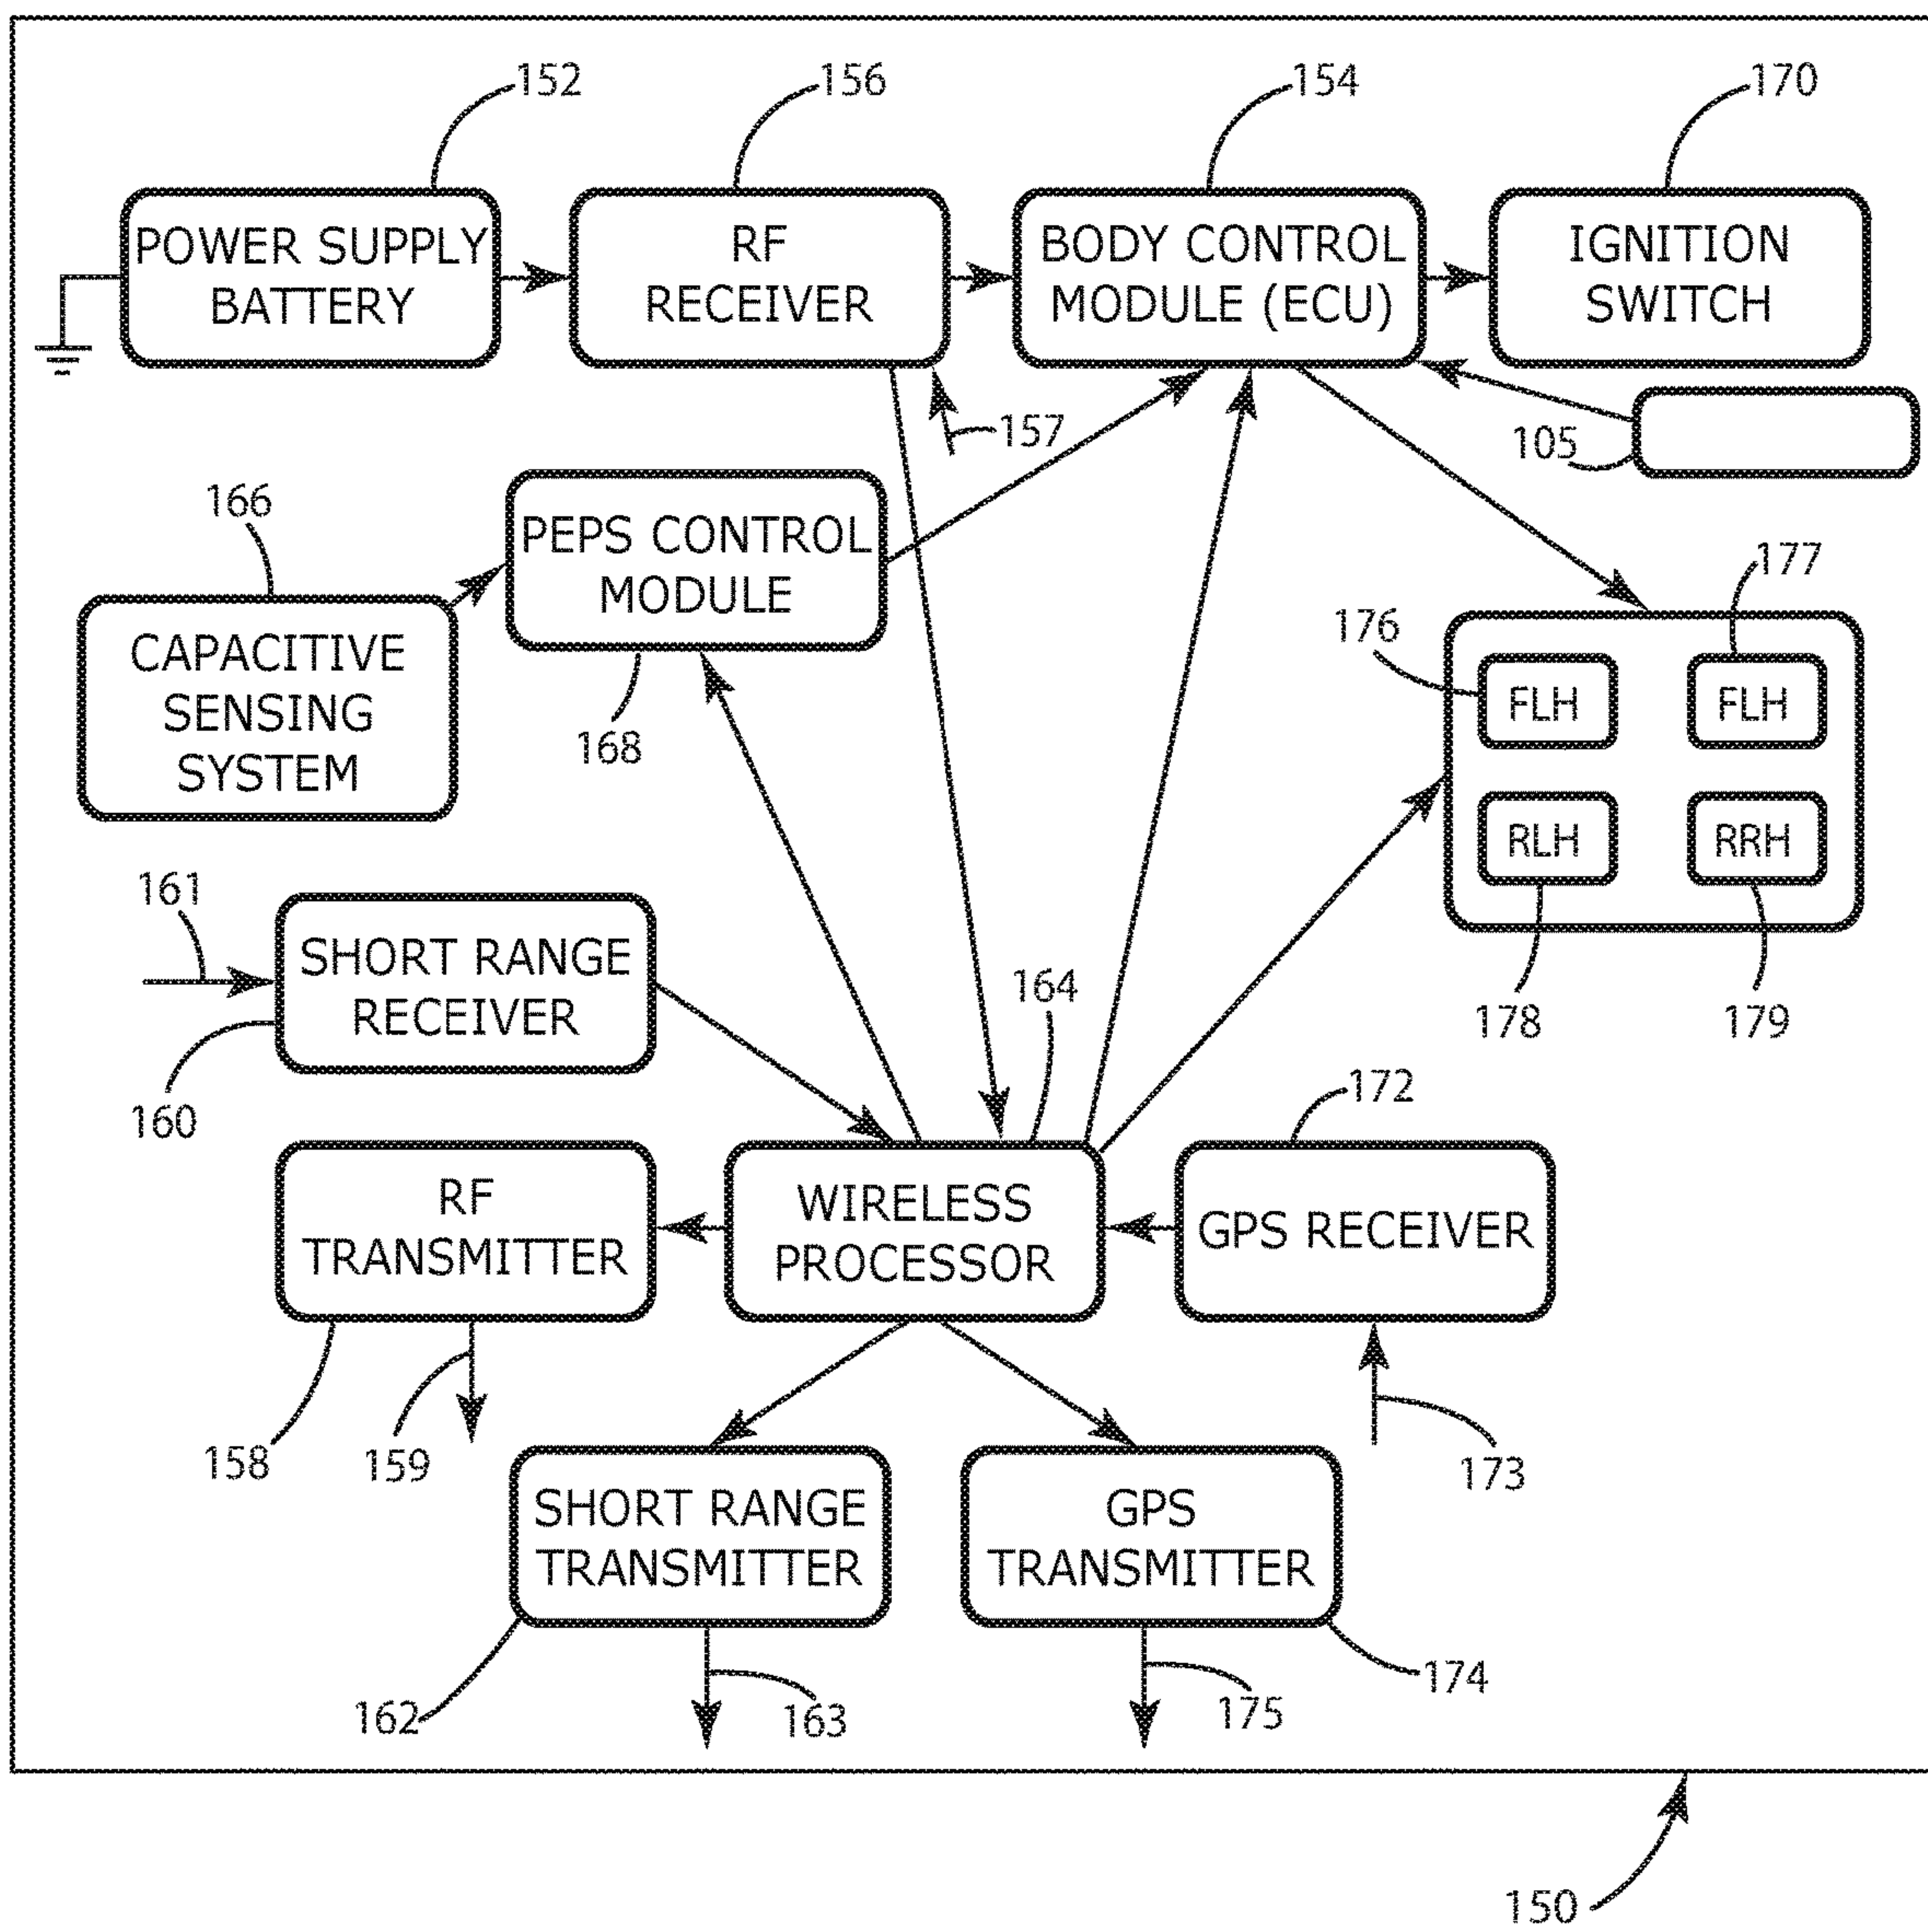 152
156
154
170
POWER SUPPLY
BATTERY
RF
RECEIVER
BODY CONTROL
MODULE (ECU)
IGNITION
SWITCH
157
105
166
PEPS CONTROL
MODULE
177
176
CAPACITIVE
SENSING
SYSTEM
168
FLH
FLH
RLH
RRH
161
SHORT RANGE
RECEIVER
164
178
179
160
172
RF
TRANSMITTER
WIRELESS
PROCESSOR
GPS RECEIVER
158
159
173
SHORT RANGE
TRANSMITTER
GPS
TRANSMITTER
162
163
175
174
150